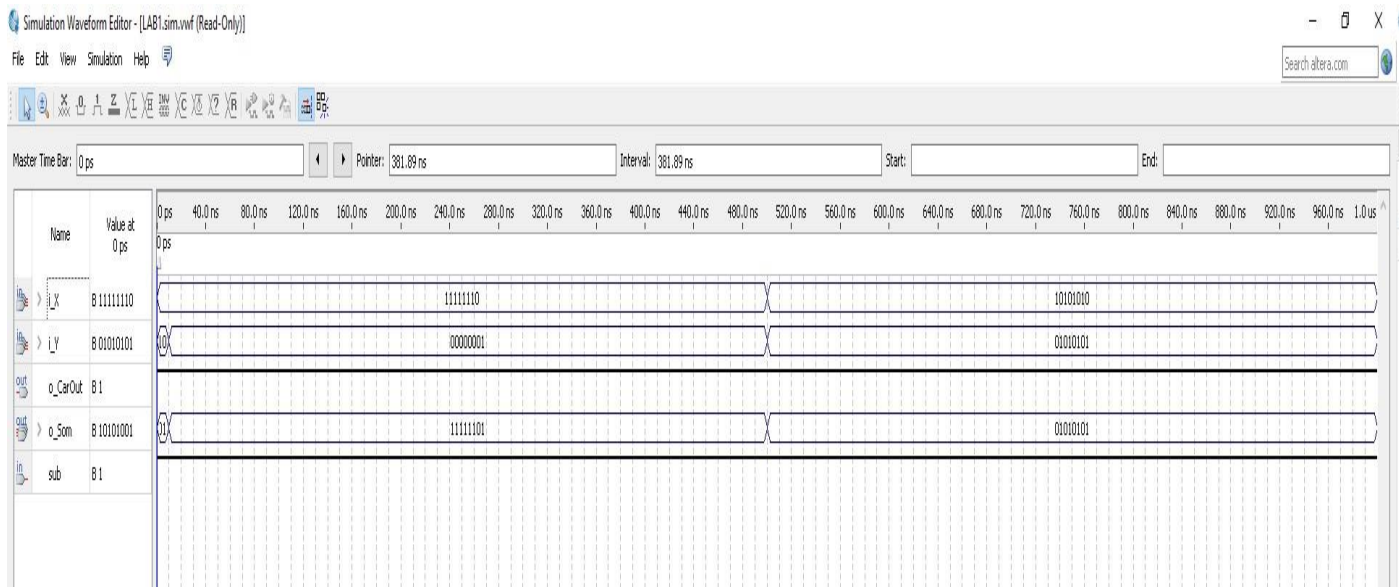 Simulation Waveform Editor - [LAB1.sim.vwf (Read-Only)]
File Edit View Simulation Help
Search altera.com
Master Time Bar: 0 ps Pointer: 381.89 ns Interval: 381.89 ns Start: End:
Name Value at 0 ps
0 ps 40.0 ns 80.0 ns 120.0 ns 160.0 ns 200.0 ns 240.0 ns 280.0 ns 320.0 ns 360.0 ns 400.0 ns 440.0 ns 480.0 ns 520.0 ns 560.0 ns 600.0 ns 640.0 ns 680.0 ns 720.0 ns 760.0 ns 800.0 ns 840.0 ns 880.0 ns 920.0 ns 960.0 ns 1.0 us
0 ps
in i_X B 11111110 11111110 10101010
in i_Y B 01010101 00000001 01010101
out o_CarOut B 1
out o_Som B 10101001 11111101 01010101
in sub B 1